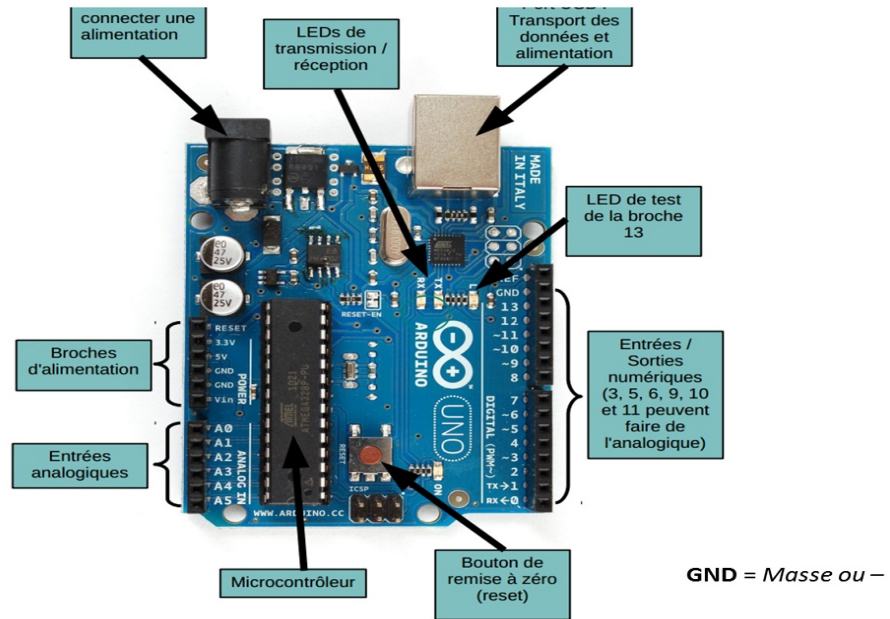 connecter une
alimentation
LEDs de
transmission /
réception
Transport des
données et
alimentation
MADE
IN ITALY
LED de test
de la broche
13
RX
TX
L
RESET-EN
ARDUINO
UNO
Broches
d'alimentation
RESET
3.3V
5V
GND
GND
Vin
POWER
Entrées
analogiques
A0
A1
A2
A3
A4
A5
ANALOG IN
47
25V
47
25V
ATMEGA328P-PU
RESET
ICSP
ON
WWW.ARDUINO.CC
GND
13
12
~11
~10
~9
8
7
~6
~5
4
~3
2
TX→1
RX←0
DIGITAL (PWM~)
Entrées /
Sorties
numériques
(3, 5, 6, 9, 10
et 11 peuvent
faire de
l'analogique)
Microcontrôleur
Bouton de
remise à zéro
(reset)
GND = Masse ou –